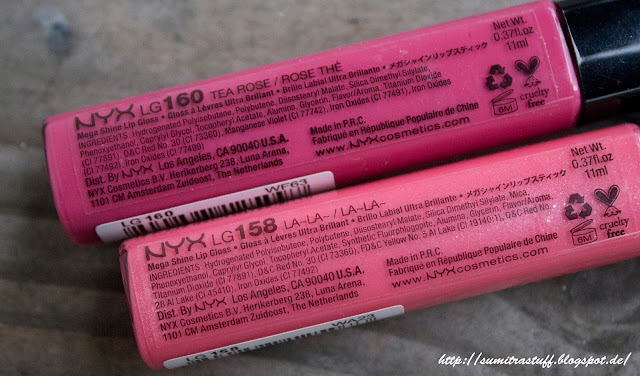 NYX LG160 TEA ROSE / ROSE THÉ
Mega Shine Lip Gloss • Gloss à Lèvres Ultra Brillant • Brillo Labial Ultra Brillante • メガシャインリップスティック
INGREDIENTS: Hydrogenated Polyisobutene, Polybutene, Diisostearyl Malate, Silica Dimethyl Silylate,
Phenoxyethanol, Caprylyl Glycol, Tocopheryl Acetate, Alumina, Glycerin, Flavor/Aroma, Titanium Dioxide
(CI 77891), D&C Red No. 30 (CI 73360), Manganese Violet (CI 77742), Iron Oxides (CI 77491), Iron Oxides
(CI 77492), Iron Oxides (CI 77499)
Dist. By NYX Los Angeles, CA 90040 U.S.A.
NYX Cosmetics B.V. Herikerberg 238, Luna Arena,
1101 CM Amsterdam Zuidoost, The Netherlands
Made in P.R.C.
Fabriqué en République Populaire de Chine
www.NYXcosmetics.com
Net Wt.
0.37fl.oz
11ml
6M
cruelty
free
LG 160
WF63
NYX LG158 LA-LA- / LA-LA-
Mega Shine Lip Gloss • Gloss à Lèvres Ultra Brillant • Brillo Labial Ultra Brillante • メガシャインリップスティック
INGREDIENTS: Hydrogenated Polyisobutene, Polybutene, Diisostearyl Malate, Silica Dimethyl Silylate, Mica,
Phenoxyethanol, Caprylyl Glycol, Tocopheryl Acetate, Synthetic Fluorphlogopite, Alumina, Glycerin, Flavor/Aroma,
Titanium Dioxide (CI 77891), D&C Red No. 30 (CI 73360), FD&C Yellow No. 5 Al Lake (CI 19140:1), D&C Red No.
28 Al Lake (CI 45410), Iron Oxides (CI 77491)
Dist. By NYX Los Angeles, CA 90040 U.S.A.
NYX Cosmetics B.V. Herikerberg 238, Luna Arena,
1101 CM Amsterdam Zuidoost, The Netherlands
Made in P.R.C.
Fabriqué en République Populaire de Chine
www.NYXcosmetics.com
Net Wt.
0.37fl.oz
11ml
6M
cruelty
free
LG 158
http://sumitrastuff.blogspot.de/